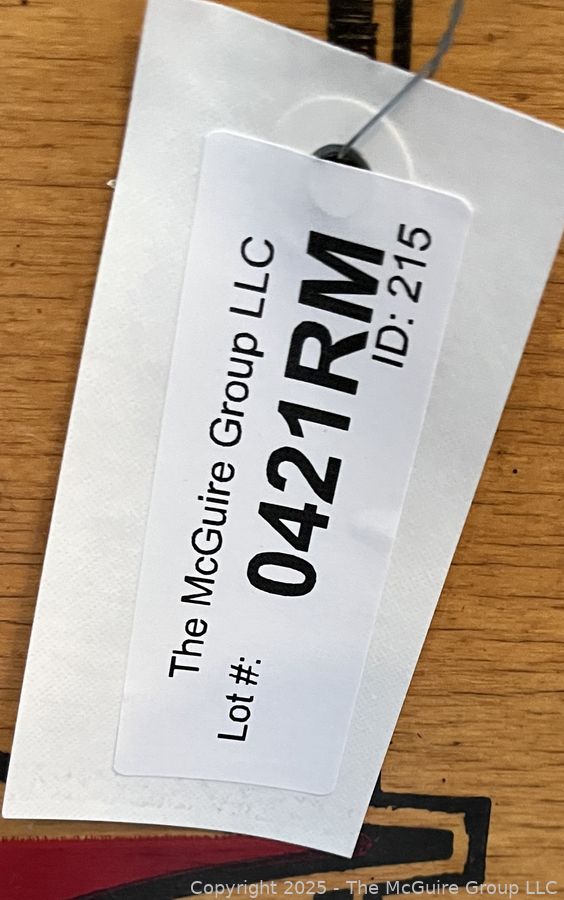 The McGuire Group LLC
Lot #: 0421RM
ID: 215
Copyright 2025 - The McGuire Group LLC